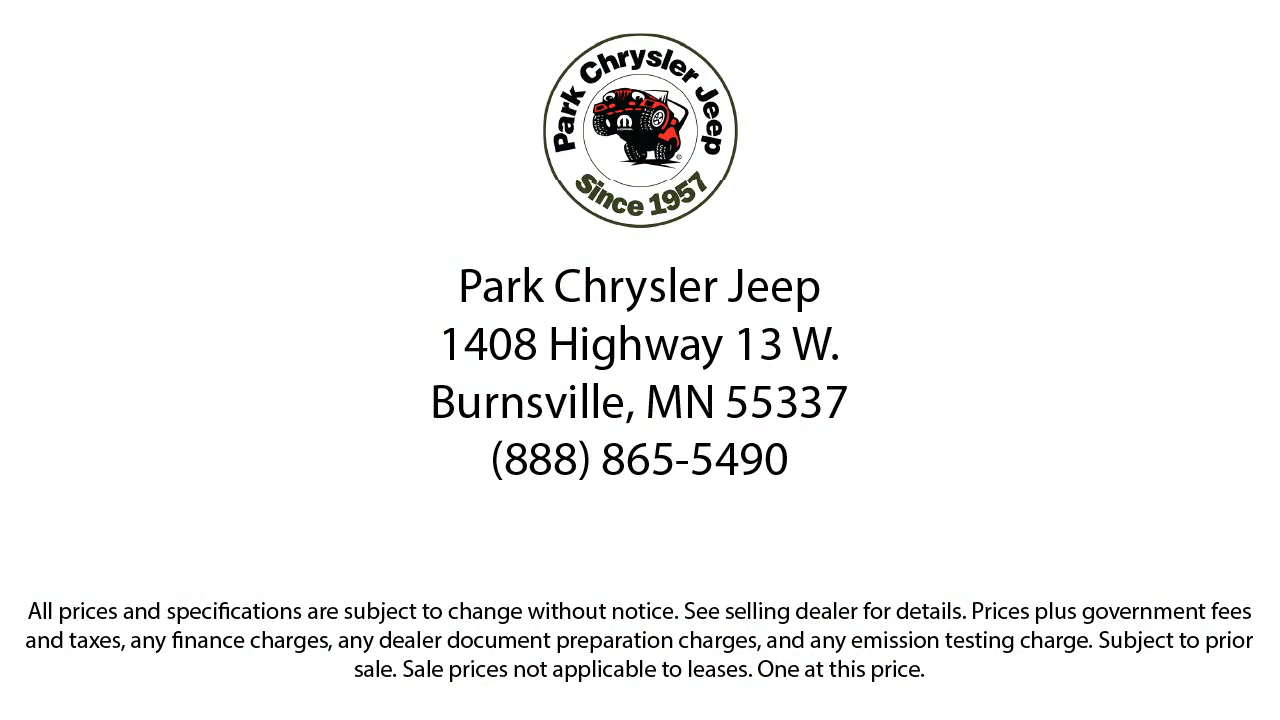 Park Chrysler Jeep
Since 1957
Park Chrysler Jeep
1408 Highway 13 W.
Burnsville, MN 55337
(888) 865-5490
All prices and specifications are subject to change without notice. See selling dealer for details. Prices plus government fees
and taxes, any finance charges, any dealer document preparation charges, and any emission testing charge. Subject to prior
sale. Sale prices not applicable to leases. One at this price.